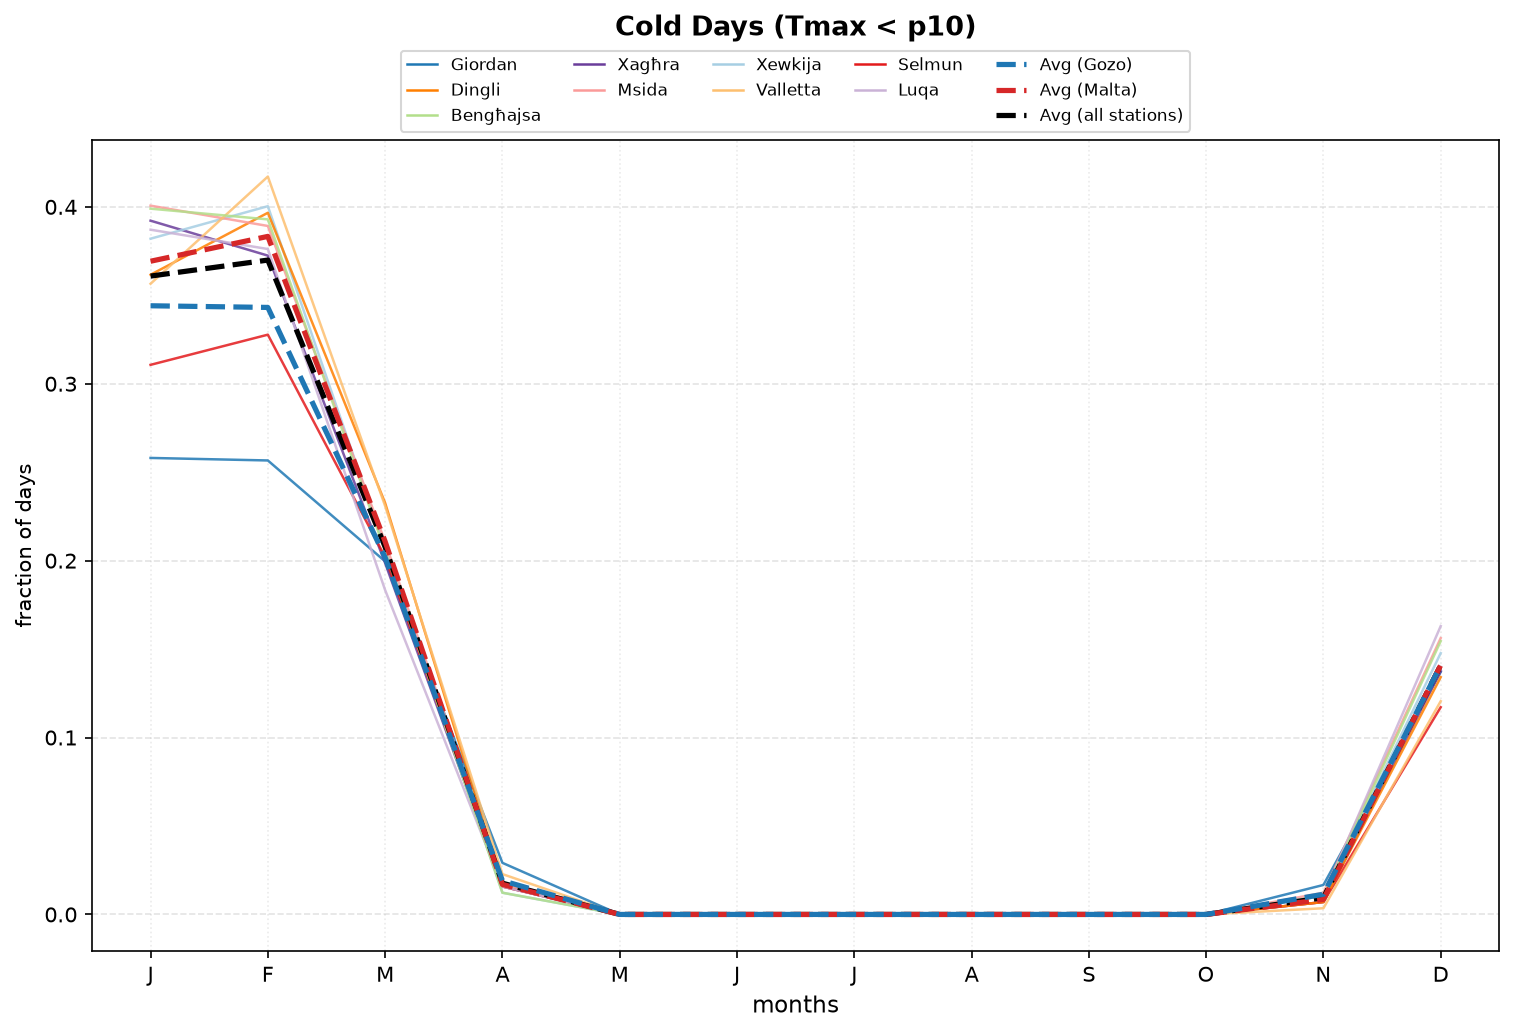 Cold Days (Tmax < p10)
Giordan Xagħra Xewkija Selmun Avg (Gozo)
Dingli Msida Valletta Luqa Avg (Malta)
Bengħajsa Avg (all stations)
0.4
0.3
0.2
0.1
0.0
fraction of days
J F M A M J J A S O N D
months